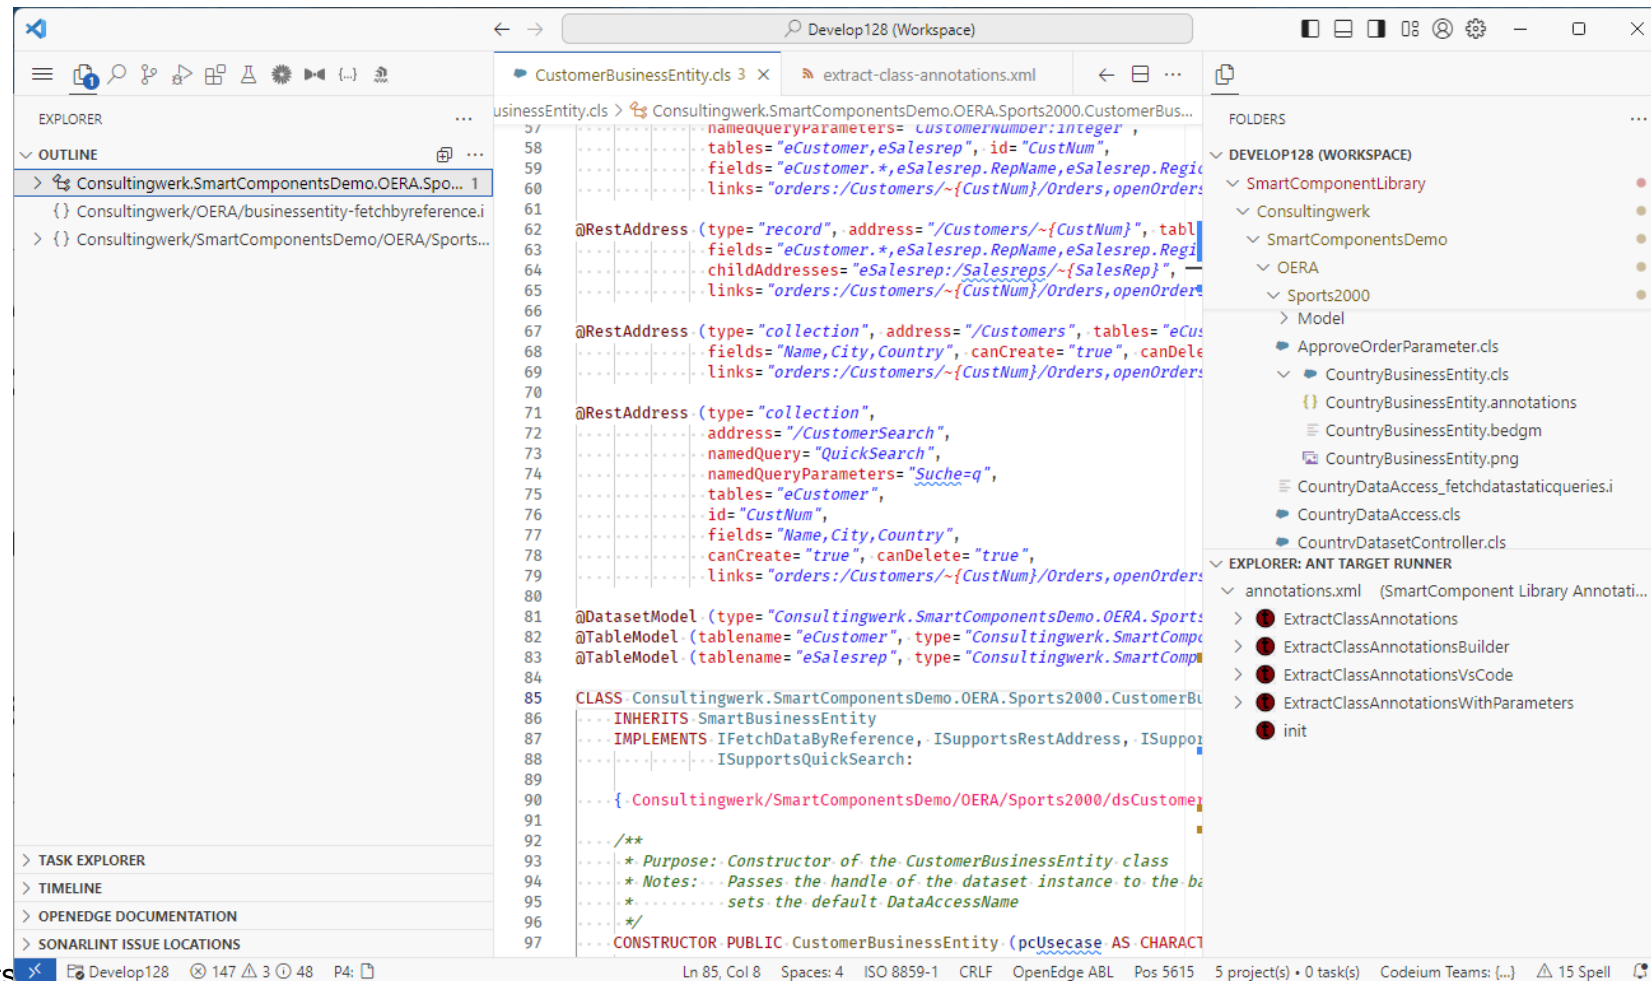 Develop128 (Workspace)
EXPLORER
OUTLINE
Consultingwerk.SmartComponentsDemo.OERA.Spo... 1
{} Consultingwerk/OERA/businessentity-fetchbyreference.i
{} Consultingwerk/SmartComponentsDemo/OERA/Sports...
TASK EXPLORER
TIMELINE
OPENEDGE DOCUMENTATION
SONARLINT ISSUE LOCATIONS
CustomerBusinessEntity.cls 3
extract-class-annotations.xml
usinessEntity.cls > Consultingwerk.SmartComponentsDemo.OERA.Sports2000.CustomerBus...
57 namedQueryParameters="CustomerNumber:integer",
58 tables="eCustomer,eSalesrep", id="CustNum",
59 fields="eCustomer.*,eSalesrep.RepName,eSalesrep.Regio
60 links="orders:/Customers/~{CustNum}/Orders,openOrders
61
62 @RestAddress (type="record", address="/Customers/~{CustNum}", tabl
63 fields="eCustomer.*,eSalesrep.RepName,eSalesrep.Regi
64 childAddresses="eSalesrep:/Salesreps/~{SalesRep}",
65 links="orders:/Customers/~{CustNum}/Orders,openOrders
66
67 @RestAddress (type="collection", address="/Customers", tables="eCus
68 fields="Name,City,Country", canCreate="true", canDele
69 links="orders:/Customers/~{CustNum}/Orders,openOrders
70
71 @RestAddress (type="collection",
72 address="/CustomerSearch",
73 namedQuery="QuickSearch",
74 namedQueryParameters="Suche=q",
75 tables="eCustomer",
76 id="CustNum",
77 fields="Name,City,Country",
78 canCreate="true", canDelete="true",
79 links="orders:/Customers/~{CustNum}/Orders,openOrders
80
81 @DatasetModel (type="Consultingwerk.SmartComponentsDemo.OERA.Sports
82 @TableModel (tablename="eCustomer", type="Consultingwerk.SmartCompo
83 @TableModel (tablename="eSalesrep", type="Consultingwerk.SmartComp
84
85 CLASS Consultingwerk.SmartComponentsDemo.OERA.Sports2000.CustomerBu
86 INHERITS SmartBusinessEntity
87 IMPLEMENTS IFetchDataByReference, ISupportsRestAddress, ISuppor
88 ISupportsQuickSearch:
89
90 { Consultingwerk/SmartComponentsDemo/OERA/Sports2000/dsCustomer
91
92 /**
93 * Purpose: Constructor of the CustomerBusinessEntity class
94 * Notes: Passes the handle of the dataset instance to the ba
95 * sets the default DataAccessName
96 */
97 CONSTRUCTOR PUBLIC CustomerBusinessEntity (pcUsecase AS CHARACT
FOLDERS
DEVELOP128 (WORKSPACE)
SmartComponentLibrary
Consultingwerk
SmartComponentsDemo
OERA
Sports2000
Model
ApproveOrderParameter.cls
CountryBusinessEntity.cls
{} CountryBusinessEntity.annotations
CountryBusinessEntity.bedgm
CountryBusinessEntity.png
CountryDataAccess_fetchdatastaticqueries.i
CountryDataAccess.cls
CountryDatasetController.cls
EXPLORER: ANT TARGET RUNNER
annotations.xml (SmartComponent Library Annotati...
ExtractClassAnnotations
ExtractClassAnnotationsBuilder
ExtractClassAnnotationsVsCode
ExtractClassAnnotationsWithParameters
init
s Develop128 147 3 48 P4: Ln 85, Col 8 Spaces: 4 ISO 8859-1 CRLF OpenEdge ABL Pos 5615 5 project(s) • 0 task(s) Codeium Teams: {...} 15 Spell